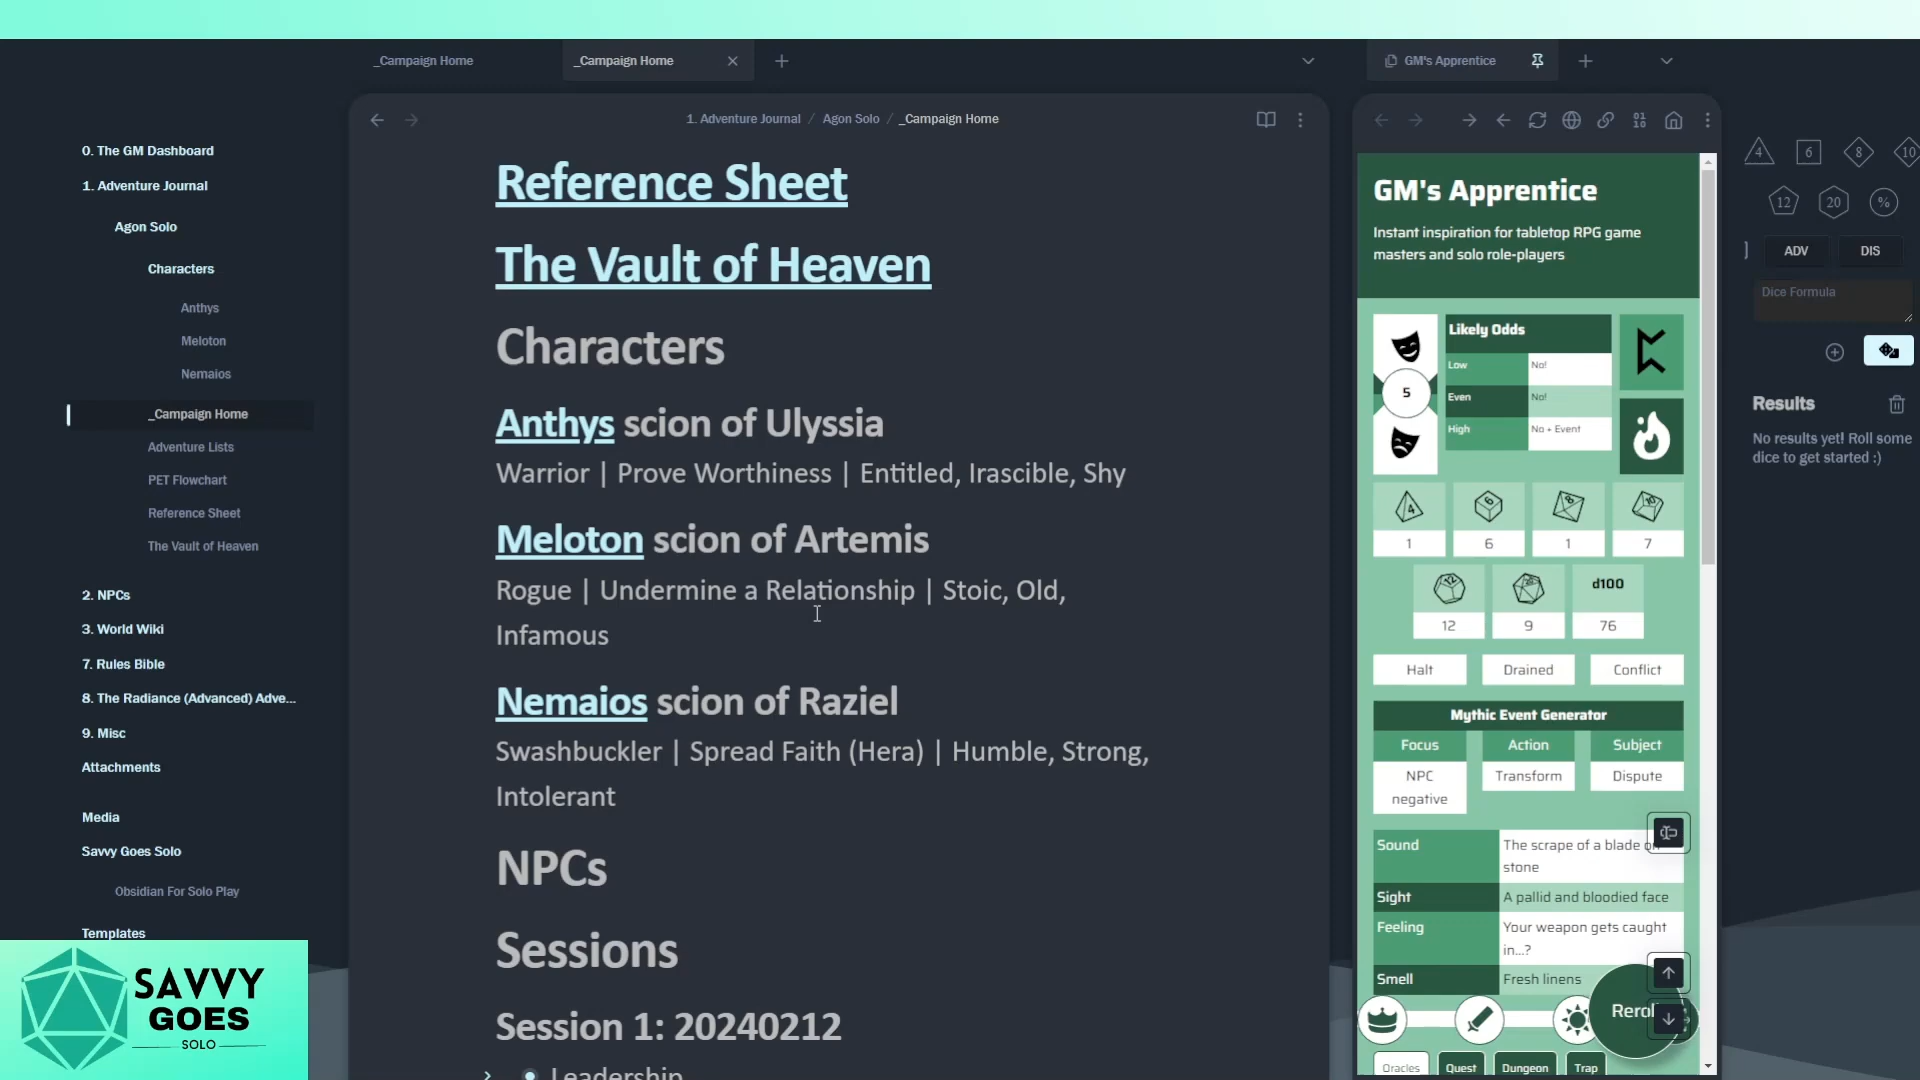 _Campaign Home
_Campaign Home
GM's Apprentice
1. Adventure Journal / Agon Solo / _Campaign Home
0. The GM Dashboard
1. Adventure Journal
Agon Solo
Characters
Anthys
Meloton
Nemaios
_Campaign Home
Adventure Lists
PET Flowchart
Reference Sheet
The Vault of Heaven
2. NPCs
3. World Wiki
7. Rules Bible
8. The Radiance (Advanced) Adve...
9. Misc
Attachments
Media
Savvy Goes Solo
Obsidian For Solo Play
Templates
SAVVY
GOES
SOLO
Reference Sheet
The Vault of Heaven
Characters
Anthys scion of Ulyssia
Warrior | Prove Worthiness | Entitled, Irascible, Shy
Meloton scion of Artemis
Rogue | Undermine a Relationship | Stoic, Old,
Infamous
Nemaios scion of Raziel
Swashbuckler | Spread Faith (Hera) | Humble, Strong,
Intolerant
NPCs
Sessions
Session 1: 20240212
Leadership
GM's Apprentice
Instant inspiration for tabletop RPG game
masters and solo role-players
5
Likely Odds
Low No!
Even No!
High No + Event
4 6 8 10
1 6 1 7
12 20 d100
12 9 76
Halt Drained Conflict
Mythic Event Generator
Focus Action Subject
NPC
negative
Transform Dispute
Sound The scrape of a blade on
stone
Sight A pallid and bloodied face
Feeling Your weapon gets caught
in...?
Smell Fresh linens
Oracles Quest Dungeon Trap
4 6 8 10
12 20 %
ADV DIS
Dice Formula
Results
No results yet! Roll some
dice to get started :)